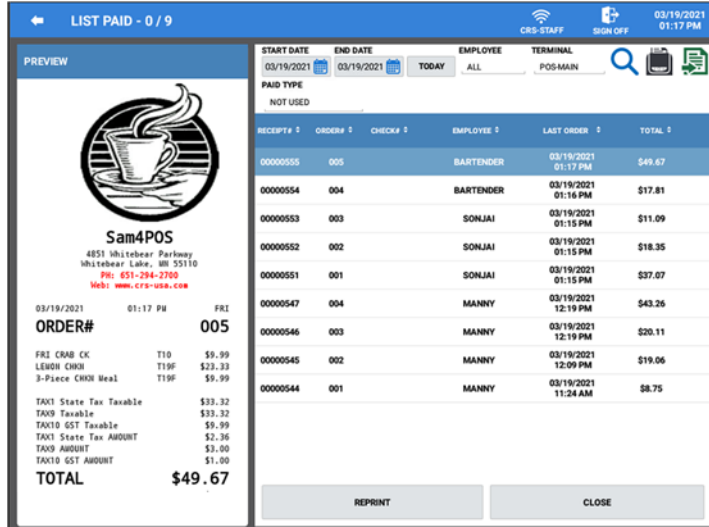 LIST PAID - 0 / 9
CRS-STAFF
SIGN OFF
03/19/2021
01:17 PM
PREVIEW
Sam4POS
4851 Whitebear Parkway
Whitebear Lake, MN 55110
PH: 651-294-2700
Web: www.crs-usa.com
03/19/2021 01:17 PM FRI
ORDER# 005
FRI CRAB CK T10 $9.99
LEMON CHKN T19F $23.33
3-Piece CHKN Meal T19F $9.99
TAX1 State Tax Taxable $33.32
TAX9 Taxable $33.32
TAX10 GST Taxable $9.99
TAX1 State Tax AMOUNT $2.36
TAX9 AMOUNT $3.00
TAX10 GST AMOUNT $1.00
TOTAL $49.67
START DATE END DATE EMPLOYEE TERMINAL
03/19/2021 03/19/2021 TODAY ALL POS-MAIN
PAID TYPE
NOT USED
RECEIPT# ORDER# CHECK# EMPLOYEE LAST ORDER TOTAL
00000555 005 BARTENDER 03/19/2021 01:17 PM $49.67
00000554 004 BARTENDER 03/19/2021 01:16 PM $17.81
00000553 003 SONJAI 03/19/2021 01:15 PM $11.09
00000552 002 SONJAI 03/19/2021 01:15 PM $18.35
00000551 001 SONJAI 03/19/2021 01:15 PM $37.07
00000547 004 MANNY 03/19/2021 12:19 PM $43.26
00000546 003 MANNY 03/19/2021 12:19 PM $20.11
00000545 002 MANNY 03/19/2021 12:09 PM $19.06
00000544 001 MANNY 03/19/2021 11:24 AM $8.75
REPRINT CLOSE